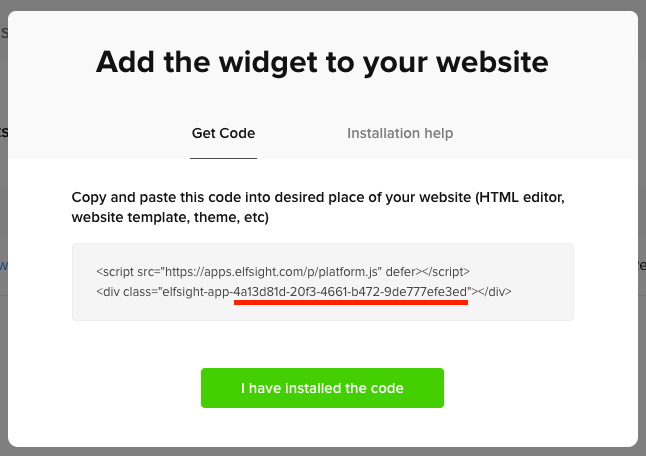 Add the widget to your website
Get Code
Installation help
Copy and paste this code into desired place of your website (HTML editor,
website template, theme, etc)
<script src="https://apps.elfsight.com/p/platform.js" defer></script>
<div class="elfsight-app-4a13d81d-20f3-4661-b472-9de777efe3ed"></div>
I have installed the code